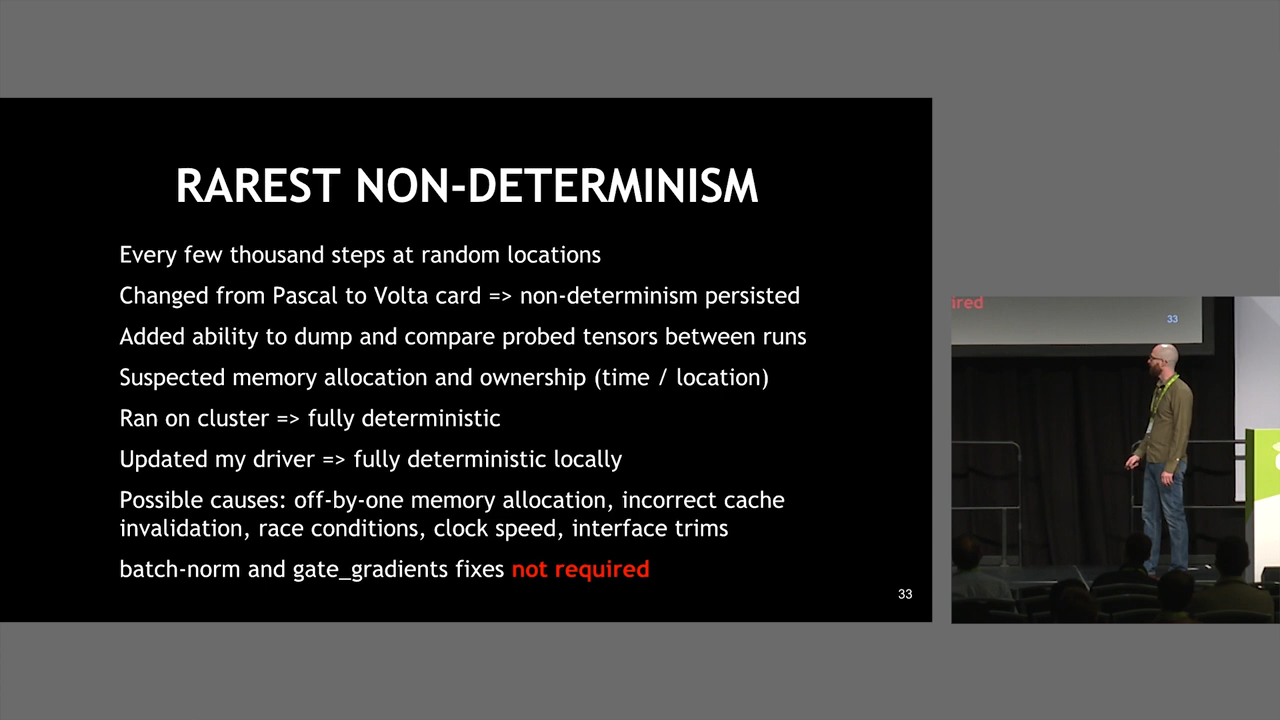 RAREST NON-DETERMINISM
Every few thousand steps at random locations
Changed from Pascal to Volta card => non-determinism persisted
Added ability to dump and compare probed tensors between runs
Suspected memory allocation and ownership (time / location)
Ran on cluster => fully deterministic
Updated my driver => fully deterministic locally
Possible causes: off-by-one memory allocation, incorrect cache
invalidation, race conditions, clock speed, interface trims
batch-norm and gate_gradients fixes not required
33
ired
33